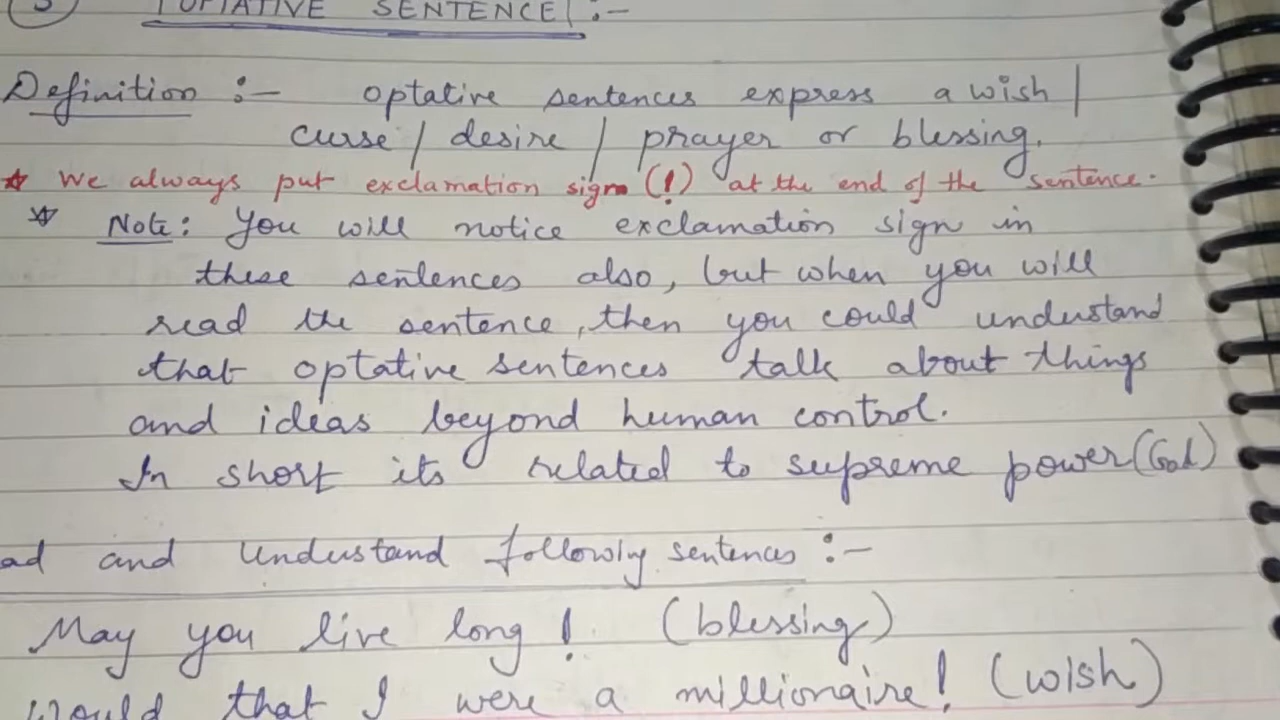 (5) OPTATIVE SENTENCE :-
Definition :- optative sentences express a wish /
curse / desire / prayer or blessing.
☆ We always put exclamation sign (!) at the end of the sentence.
☆ Note: You will notice exclamation sign in
these sentences also, but when you will
read the sentence, then you could understand
that optative sentences talk about things
and ideas beyond human control.
In short its related to supreme power (God)
ad and understand following sentences :-
May you live long ! (blessing)
Would that I were a millionaire! (wish)